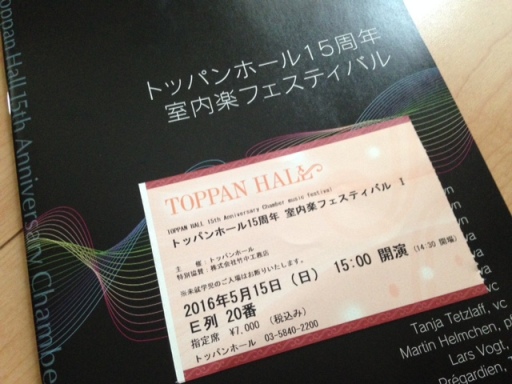 Toppan Hall 15th Anniversary Chambe
トッパンホール15周年
室内楽フェスティバル
TOPPAN HALL
TOPPAN HALL 15th Anniversary Chamber music festival
トッパンホール15周年 室内楽フェスティバル I
主 催:トッパンホール
特別協賛:株式会社竹中工務店
※未就学児のご入場はお断りいたします。
2016年5月15日(日) 15:00 開演 (14:30 開場)
E列 20番
指定席 ¥7,000 (税込み)
トッパンホール 03-5840-2200
Tanja Tetzlaff, vc
Martin Helmchen, pf
Lars Vogt,
Prégardien, T